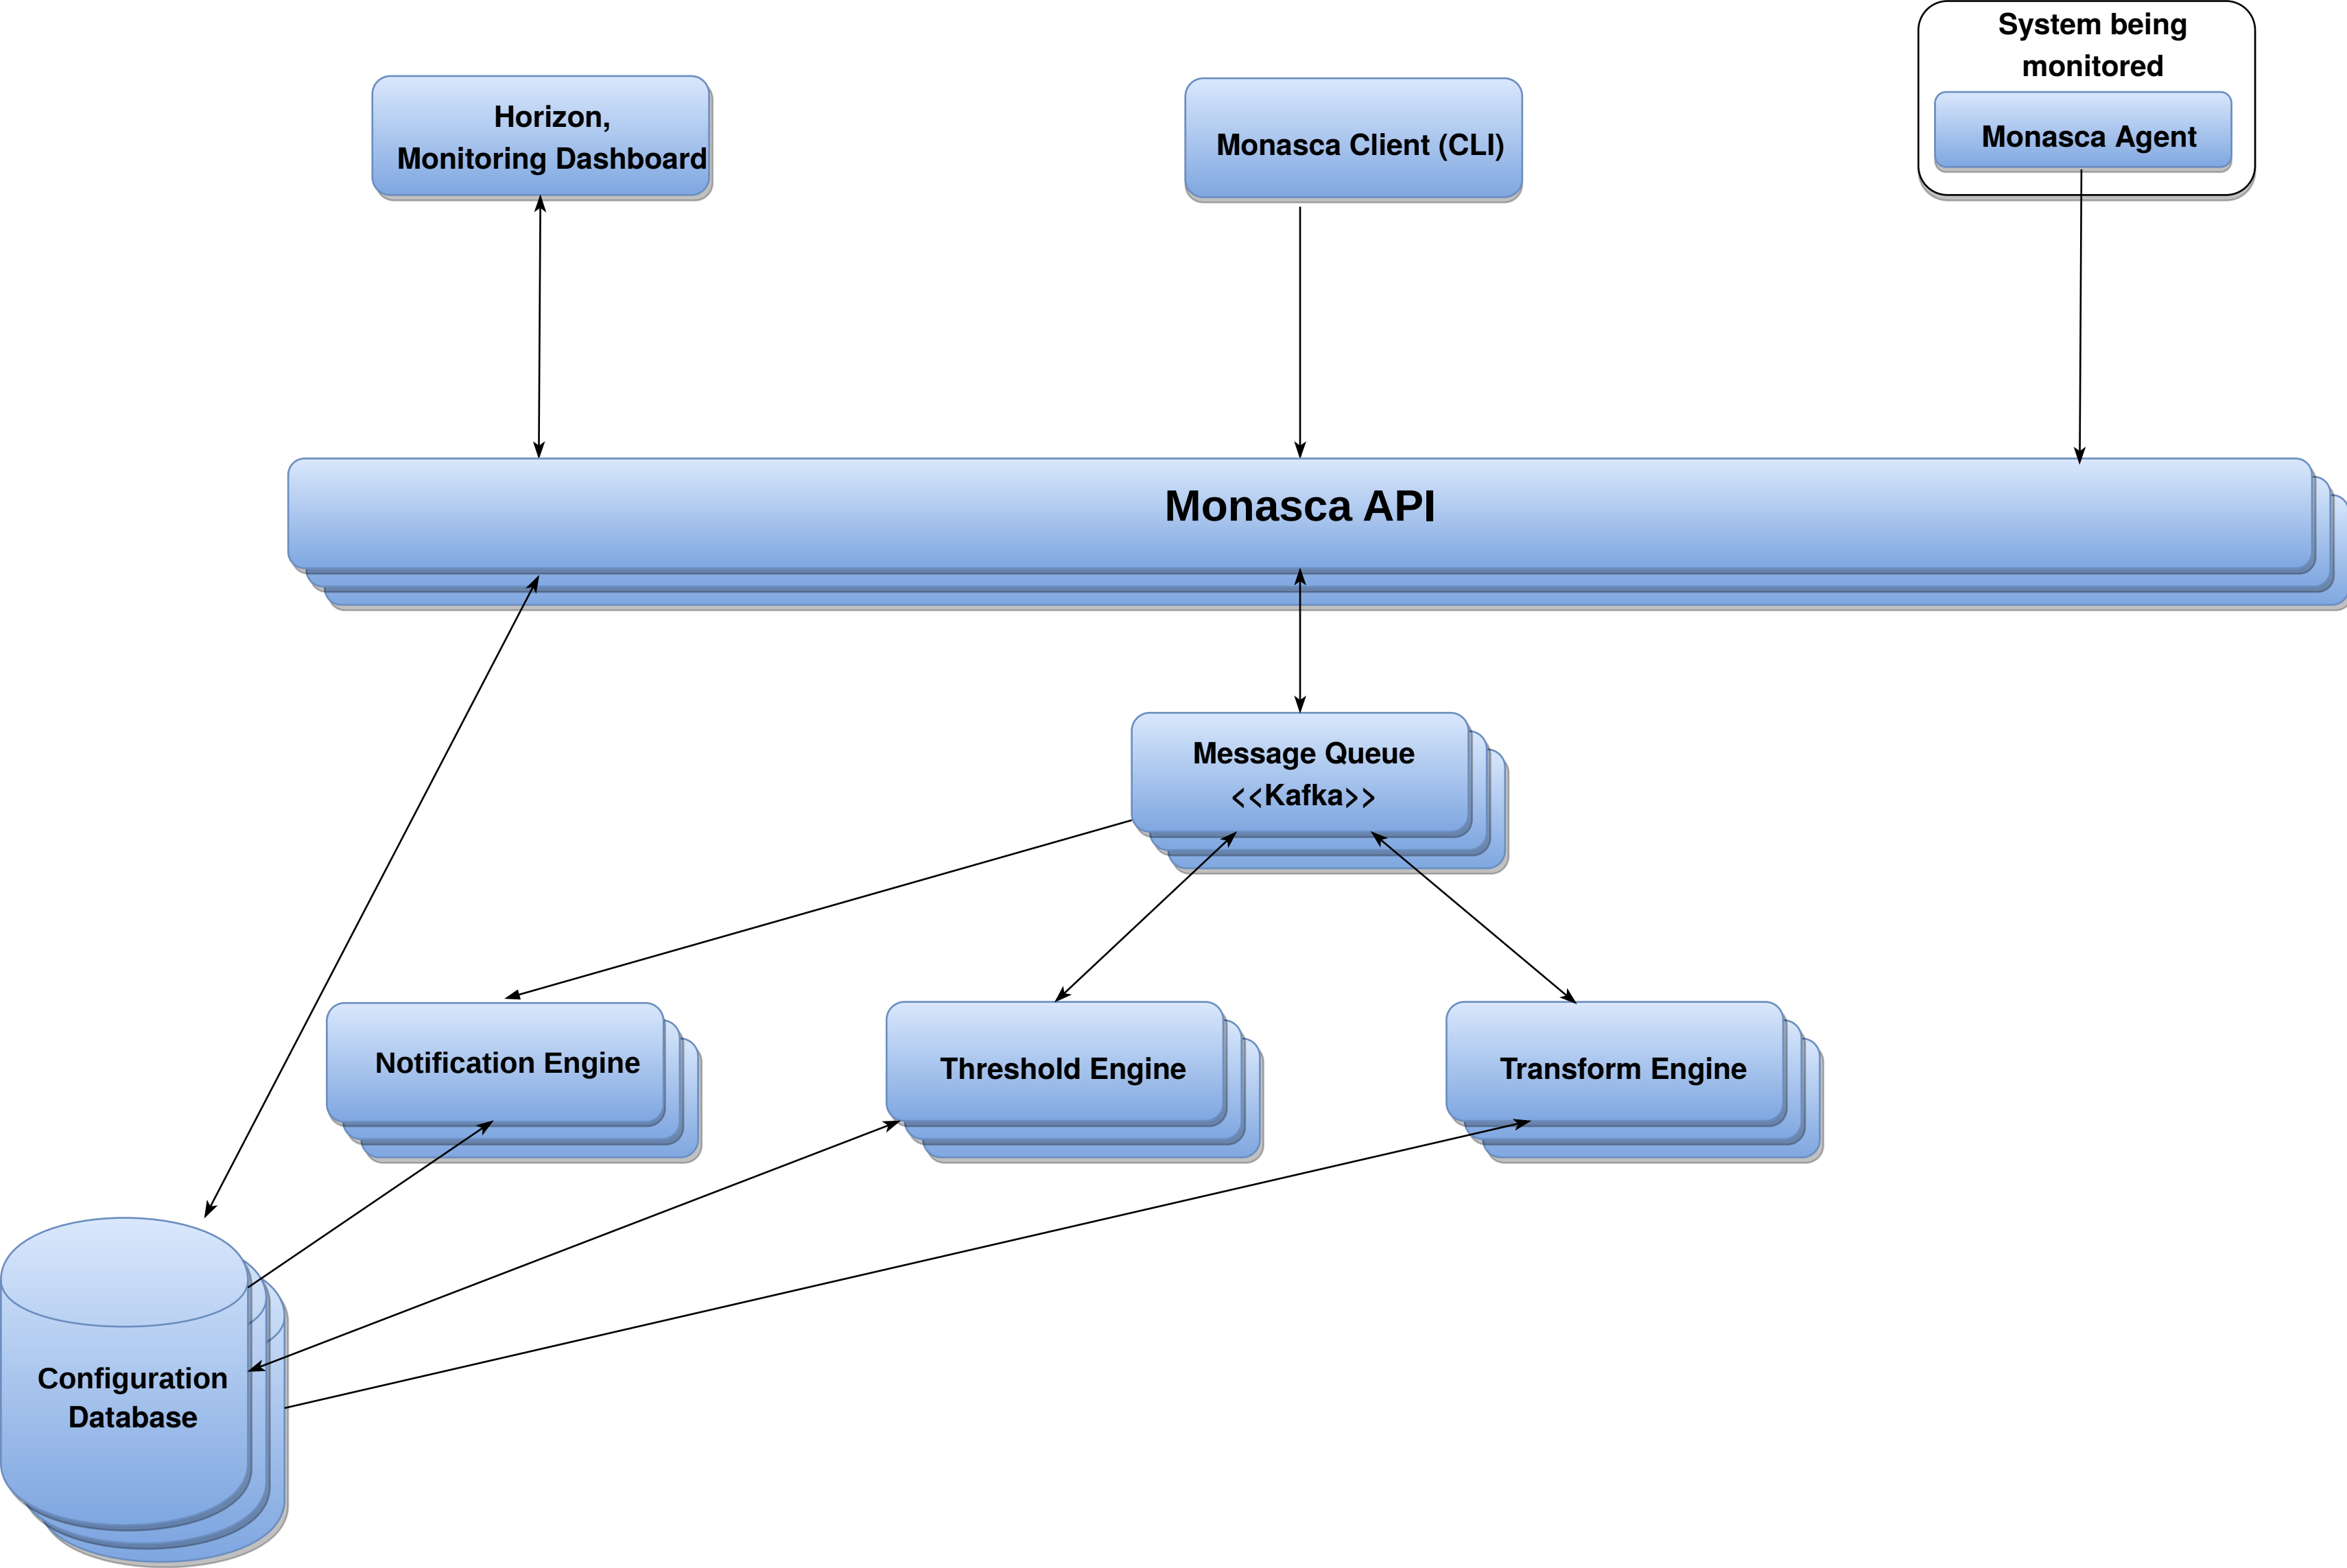 System being
monitored
Horizon,
Monitoring Dashboard
Monasca Client (CLI)
Monasca Agent
Monasca API
Message Queue
<<Kafka>>
Notification Engine
Threshold Engine
Transform Engine
Configuration
Database